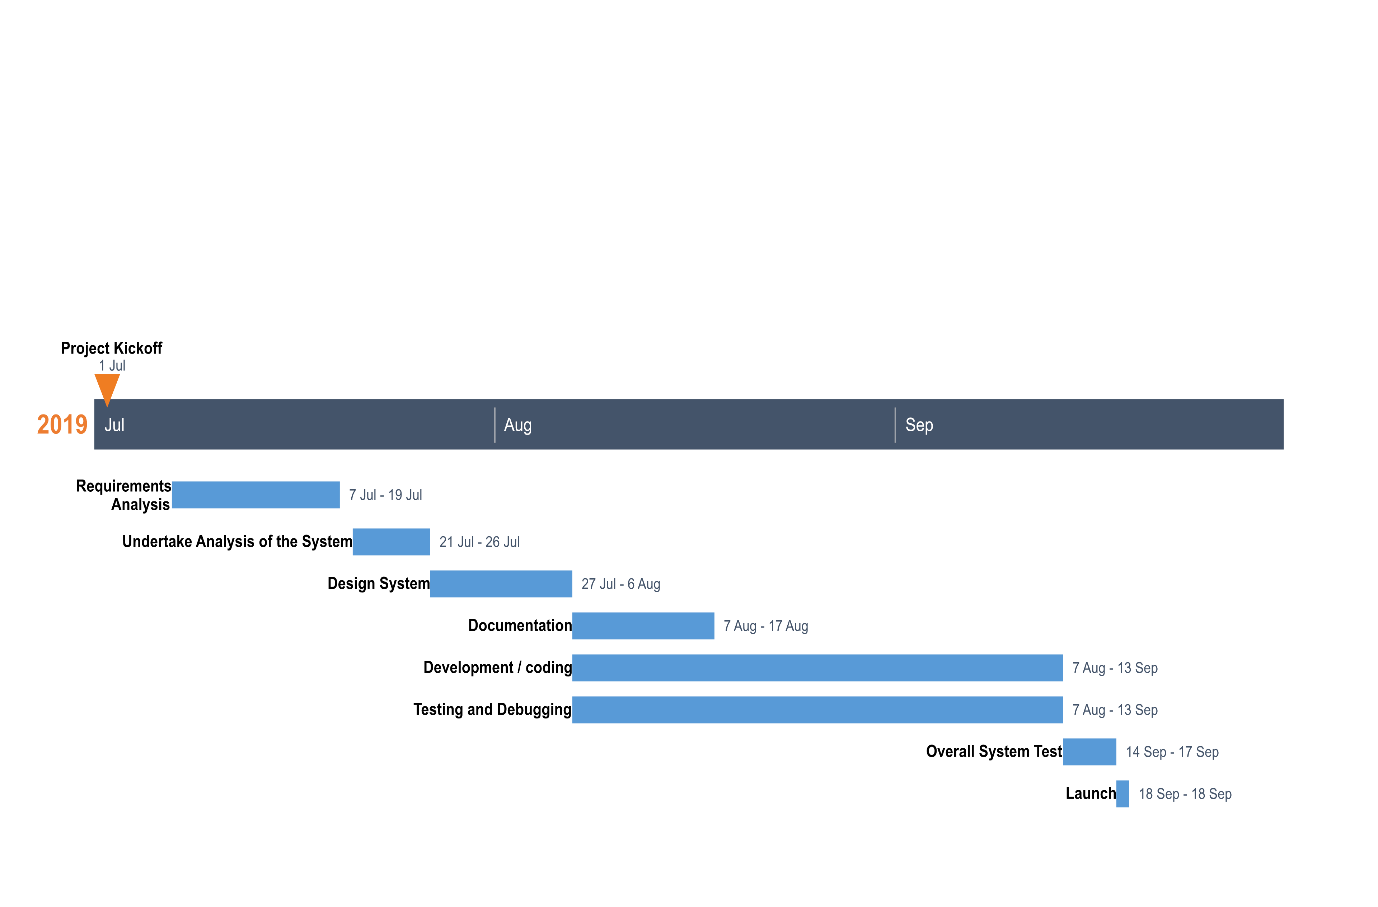 Project Kickoff
1 Jul
2019
Jul
Aug
Sep
Requirements
Analysis
7 Jul - 19 Jul
Undertake Analysis of the System
21 Jul - 26 Jul
Design System
27 Jul - 6 Aug
Documentation
7 Aug - 17 Aug
Development / coding
7 Aug - 13 Sep
Testing and Debugging
7 Aug - 13 Sep
Overall System Test
14 Sep - 17 Sep
Launch
18 Sep - 18 Sep